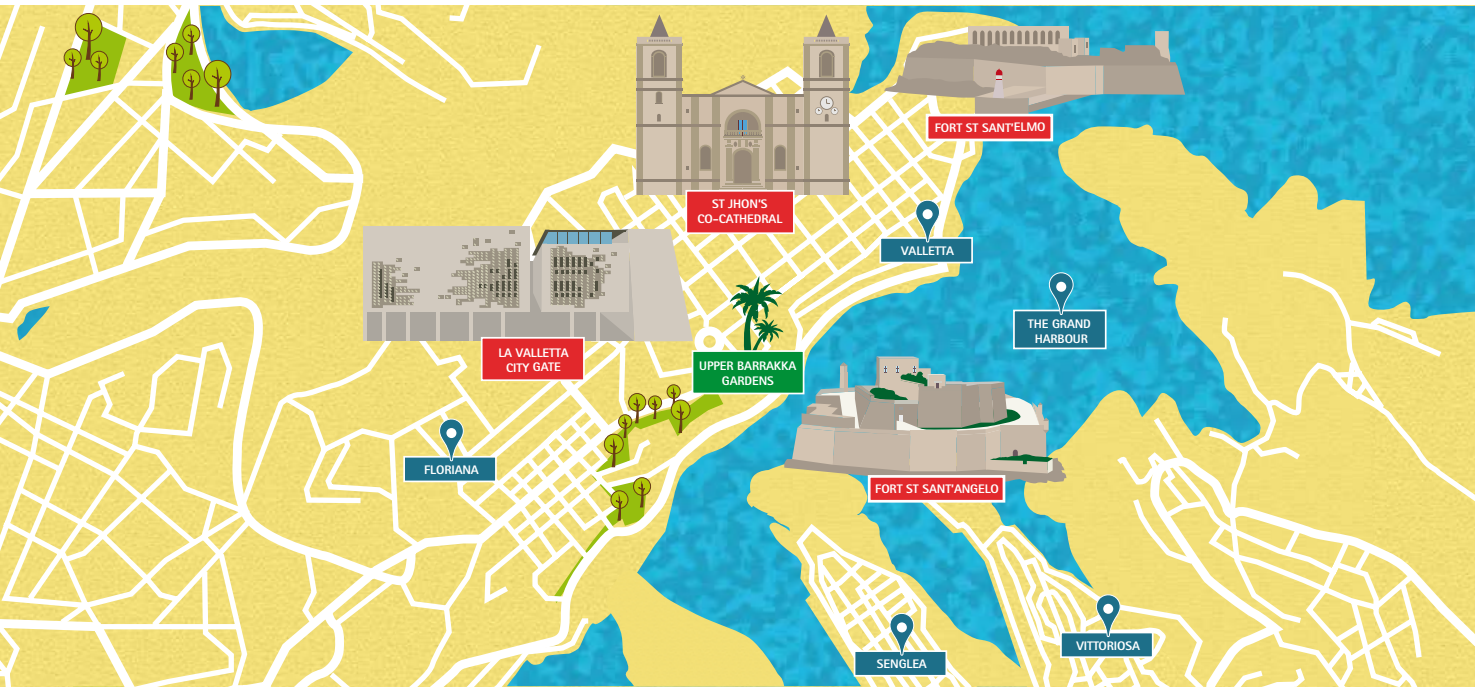 FORT ST SANT'ELMO
ST JHON'S
CO-CATHEDRAL
VALLETTA
THE GRAND
HARBOUR
LA VALLETTA
CITY GATE
UPPER BARRAKKA
GARDENS
FLORIANA
FORT ST SANT'ANGELO
VITTORIOSA
SENGLEA